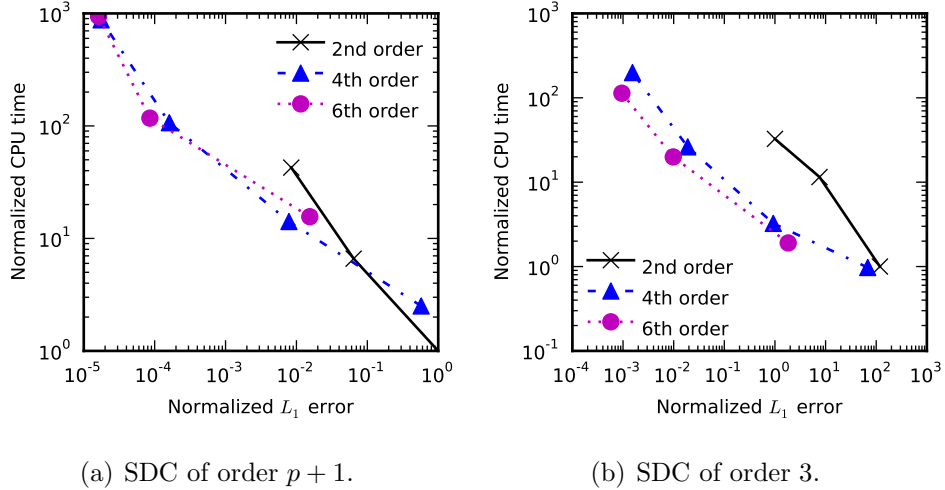 10^3
10^2
10^1
10^0
10^-5 10^-4 10^-3 10^-2 10^-1 10^0
Normalized CPU time
Normalized L_1 error
2nd order
4th order
6th order
(a) SDC of order p + 1.
10^3
10^2
10^1
10^0
10^-1
10^-4 10^-3 10^-2 10^-1 10^0 10^1 10^2 10^3
Normalized CPU time
Normalized L_1 error
2nd order
4th order
6th order
(b) SDC of order 3.